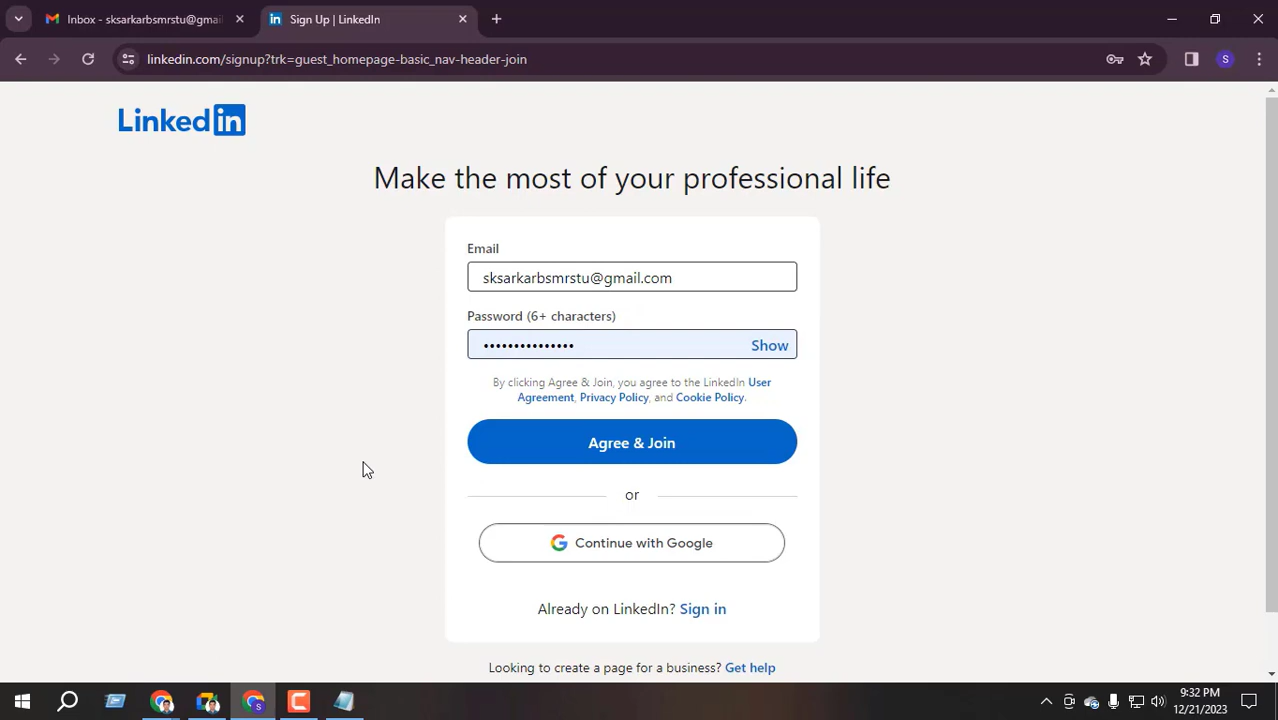 Inbox - sksarkarbsmrstu@gmai
Sign Up | LinkedIn
linkedin.com/signup?trk=guest_homepage-basic_nav-header-join
S
Linked in
Make the most of your professional life
Email
sksarkarbsmrstu@gmail.com
Password (6+ characters)
••••••••••••••• Show
By clicking Agree & Join, you agree to the LinkedIn User
Agreement, Privacy Policy, and Cookie Policy.
Agree & Join
or
Continue with Google
Already on LinkedIn? Sign in
Looking to create a page for a business? Get help
9:32 PM
12/21/2023